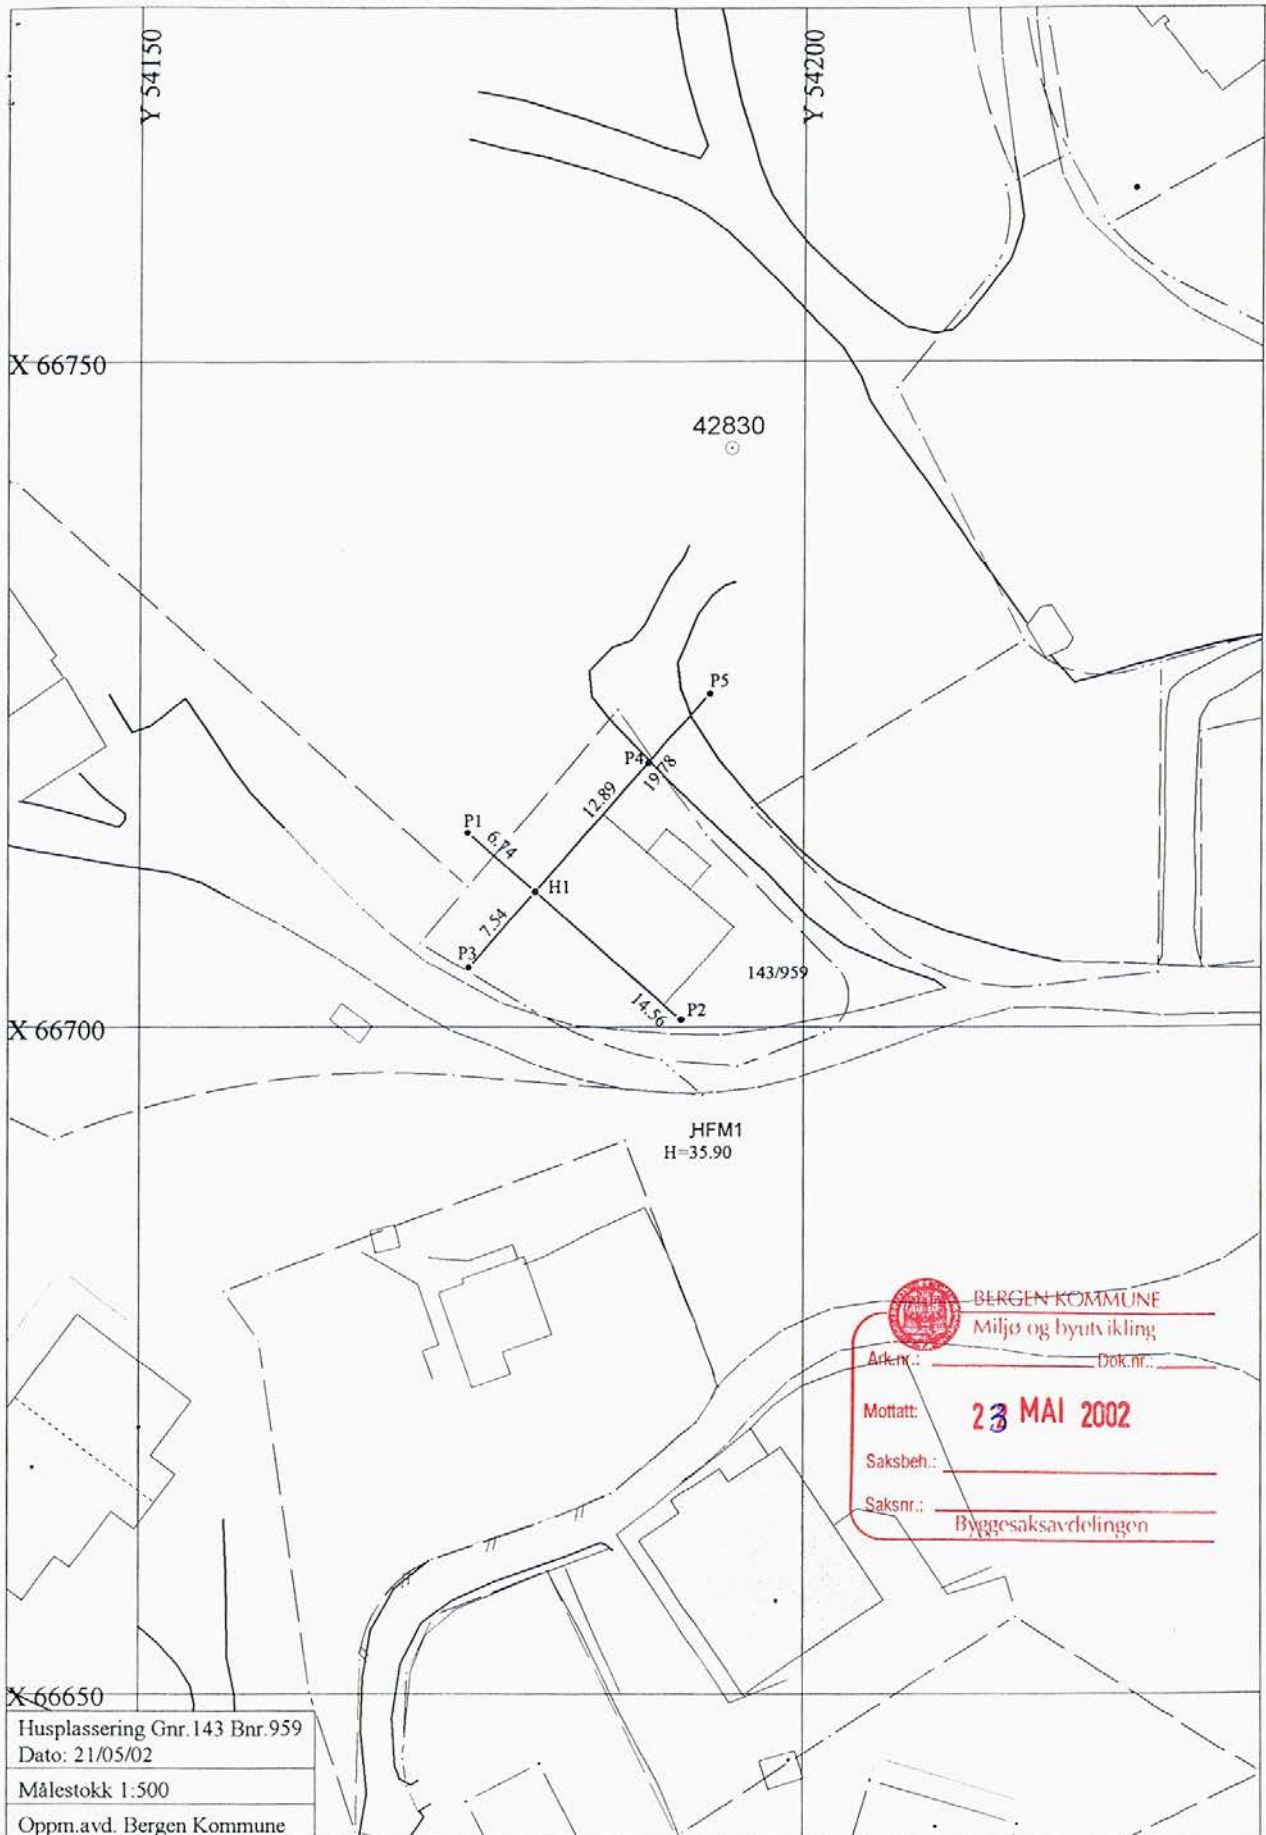 Y 54150
Y 54200
X 66750
42830
P5
P4
19.78
12.89
P1
6.74
H1
7.54
P3
143/959
14.56
P2
X 66700
HFM1
H=35.90
BERGEN KOMMUNE
Miljø og byutvikling
Ark.nr.: Dok.nr.:
Mottatt: 23 MAI 2002
Saksbeh.:
Saksnr.:
Byggesaksavdelingen
X 66650
Husplassering Gnr.143 Bnr.959
Dato: 21/05/02
Målestokk 1:500
Oppm.avd. Bergen Kommune